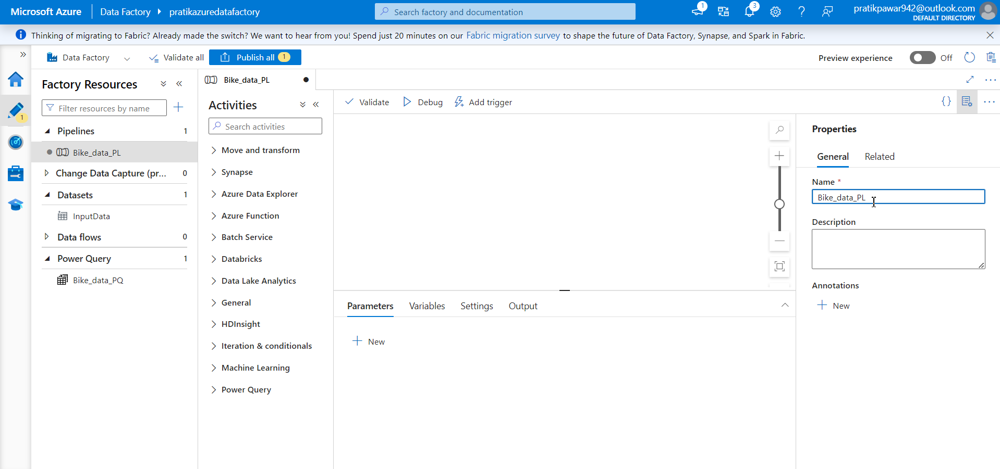 Microsoft Azure
Data Factory
pratikazuredatafactory
Search factory and documentation
1
3
pratikpawar942@outlook.com
DEFAULT DIRECTORY
Thinking of migrating to Fabric? Already made the switch? We want to hear from you! Spend just 20 minutes on our Fabric migration survey to shape the future of Data Factory, Synapse, and Spark in Fabric.
Data Factory
Validate all
Publish all 1
Preview experience
Off
1
Factory Resources
Filter resources by name
Pipelines 1
Bike_data_PL
Change Data Capture (pr... 0
Datasets 1
InputData
Data flows 0
Power Query 1
Bike_data_PQ
Bike_data_PL
Activities
Search activities
Move and transform
Synapse
Azure Data Explorer
Azure Function
Batch Service
Databricks
Data Lake Analytics
General
HDInsight
Iteration & conditionals
Machine Learning
Power Query
Validate
Debug
Add trigger
{}
Parameters
Variables
Settings
Output
New
Properties
General
Related
Name *
Bike_data_PL
Description
Annotations
New